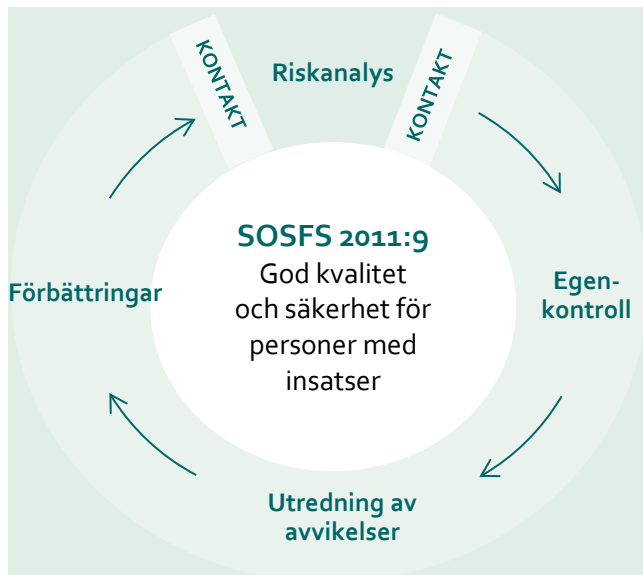 KONTAKT
Riskanalys
KONTAKT
SOSFS 2011:9
God kvalitet
och säkerhet för
personer med
insatser
Förbättringar
Egen-
kontroll
Utredning av
avvikelser